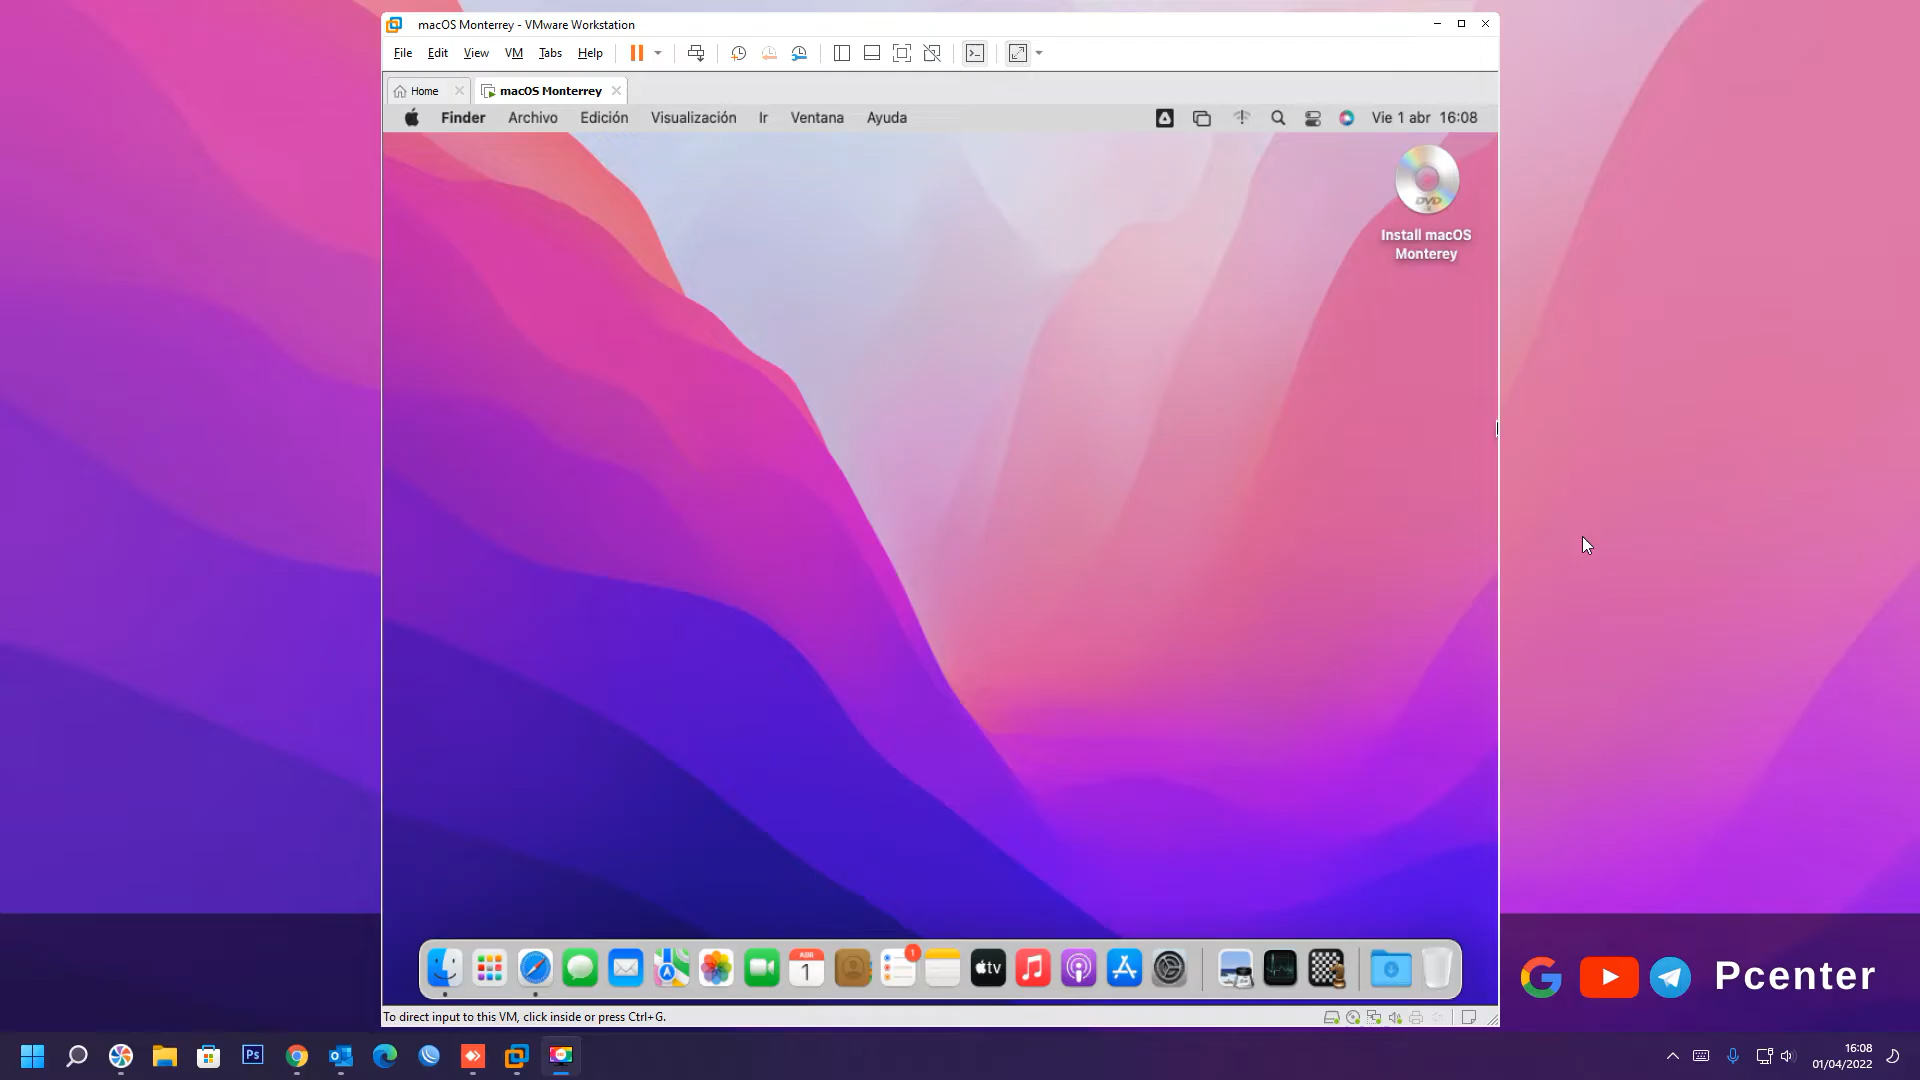 macOS Monterrey - VMware Workstation
File Edit View VM Tabs Help
Home macOS Monterrey
Finder Archivo Edición Visualización Ir Ventana Ayuda Vie 1 abr 16:08
DVD
Install macOS
Monterey
ABR
1
1
tv
Pcenter
To direct input to this VM, click inside or press Ctrl+G.
Ps
16:08
01/04/2022